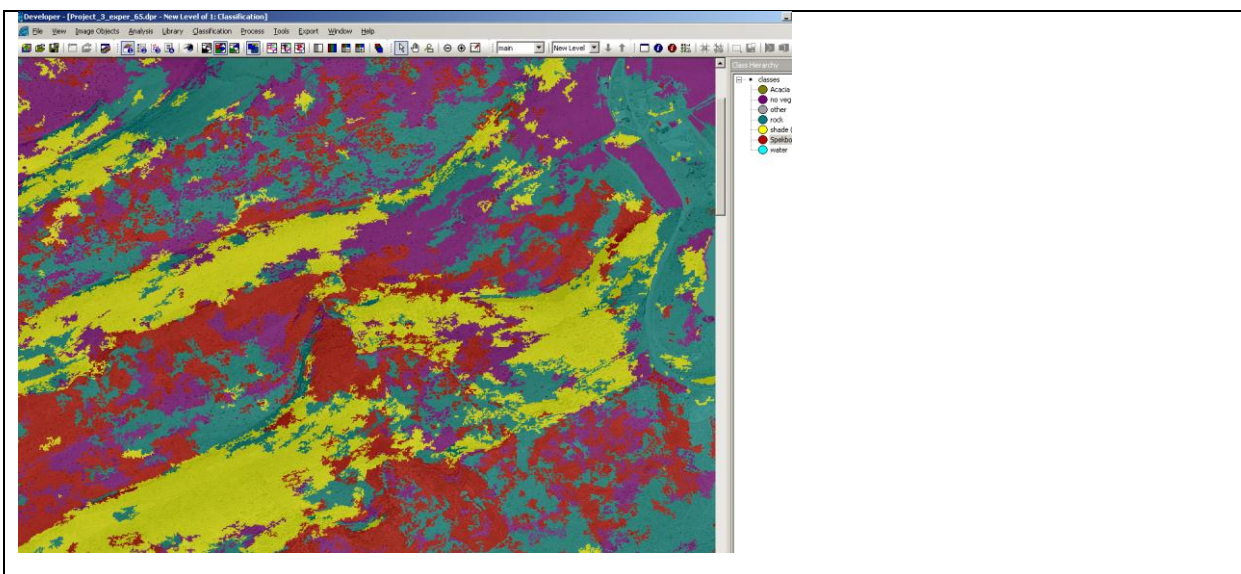 Developer - [Project_3_exper_65.dpr - New Level of 1: Classification]
File View Image Objects Analysis Library Classification Process Tools Export Window Help
main New Level
Class Hierarchy
classes
Acacia
no veg
other
rock
shade (
Spekbo
water